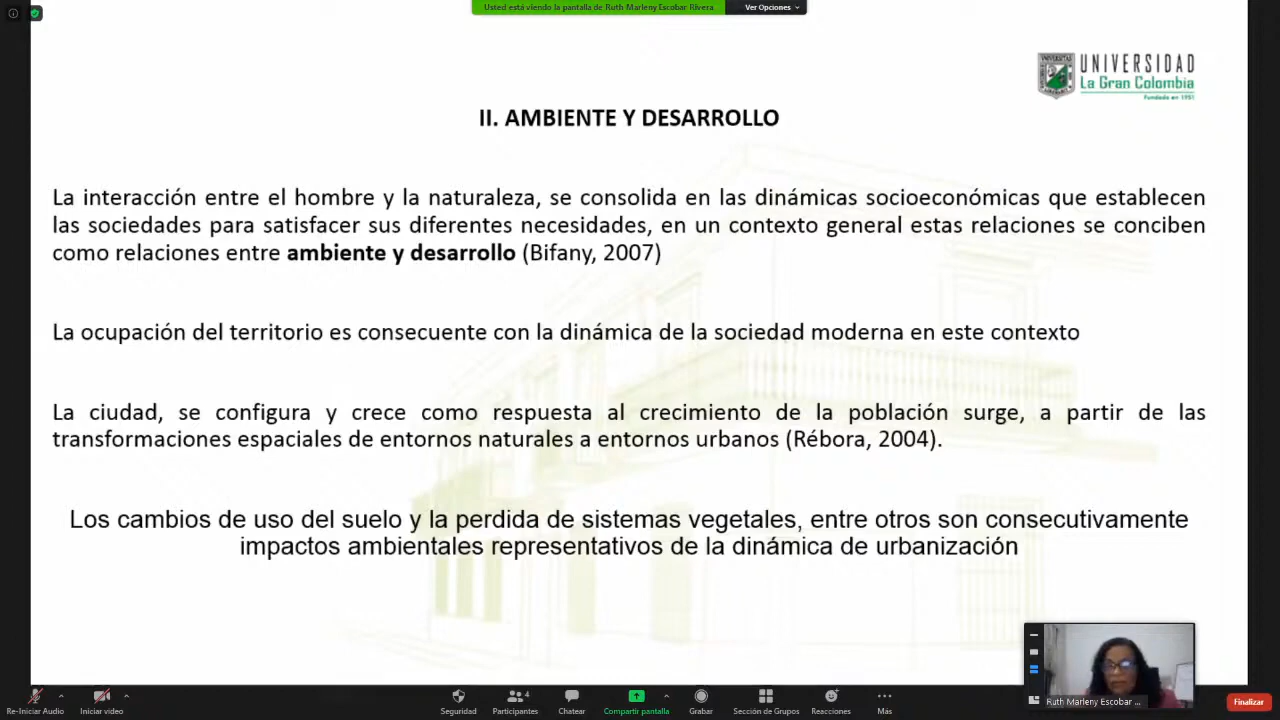 Usted está viendo la pantalla de Ruth Marleny Escobar Rivera
Ver Opciones
UNIVERSIDAD
La Gran Colombia
Fundada en 1951
II. AMBIENTE Y DESARROLLO
La interacción entre el hombre y la naturaleza, se consolida en las dinámicas socioeconómicas que establecen
las sociedades para satisfacer sus diferentes necesidades, en un contexto general estas relaciones se conciben
como relaciones entre ambiente y desarrollo (Bifany, 2007)
La ocupación del territorio es consecuente con la dinámica de la sociedad moderna en este contexto
La ciudad, se configura y crece como respuesta al crecimiento de la población surge, a partir de las
transformaciones espaciales de entornos naturales a entornos urbanos (Rébora, 2004).
Los cambios de uso del suelo y la perdida de sistemas vegetales, entre otros son consecutivamente
impactos ambientales representativos de la dinámica de urbanización
Ruth Marleny Escobar ...
Re-Iniciar Audio
Iniciar video
Seguridad
4
Participantes
Chatear
Compartir pantalla
Grabar
Sección de Grupos
Reacciones
Más
Finalizar